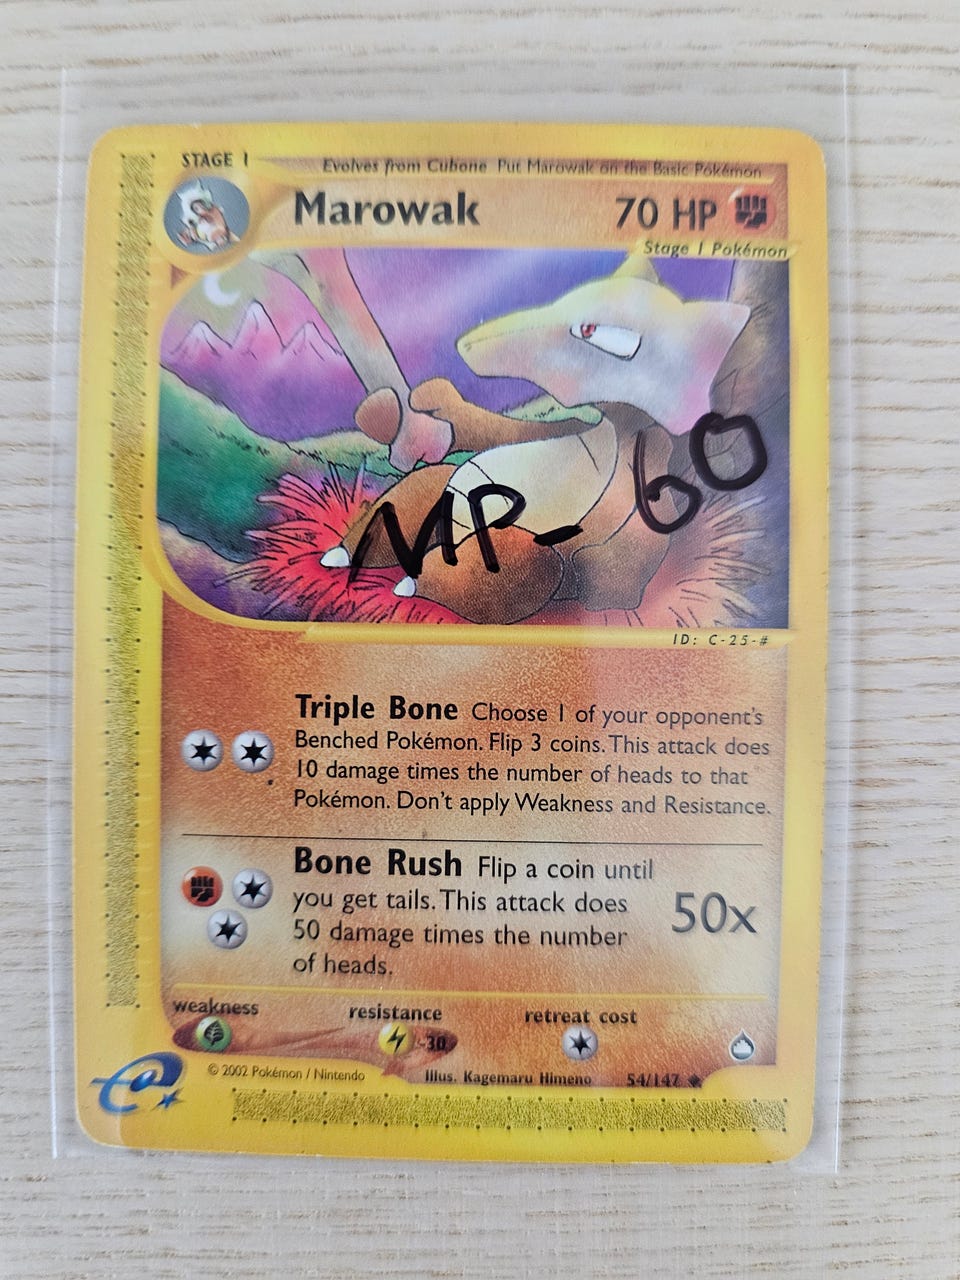 STAGE 1
Evolves from Cubone Put Marowak on the Basic Pokémon
Marowak 70 HP
Stage 1 Pokémon
MP- 60
ID: C-25-#
Triple Bone Choose 1 of your opponent's
Benched Pokémon. Flip 3 coins. This attack does
10 damage times the number of heads to that
Pokémon. Don't apply Weakness and Resistance.
Bone Rush Flip a coin until
you get tails. This attack does
50 damage times the number
of heads.
50x
weakness resistance retreat cost
-30
© 2002 Pokémon / Nintendo Illus. Kagemaru Himeno 54/147
e